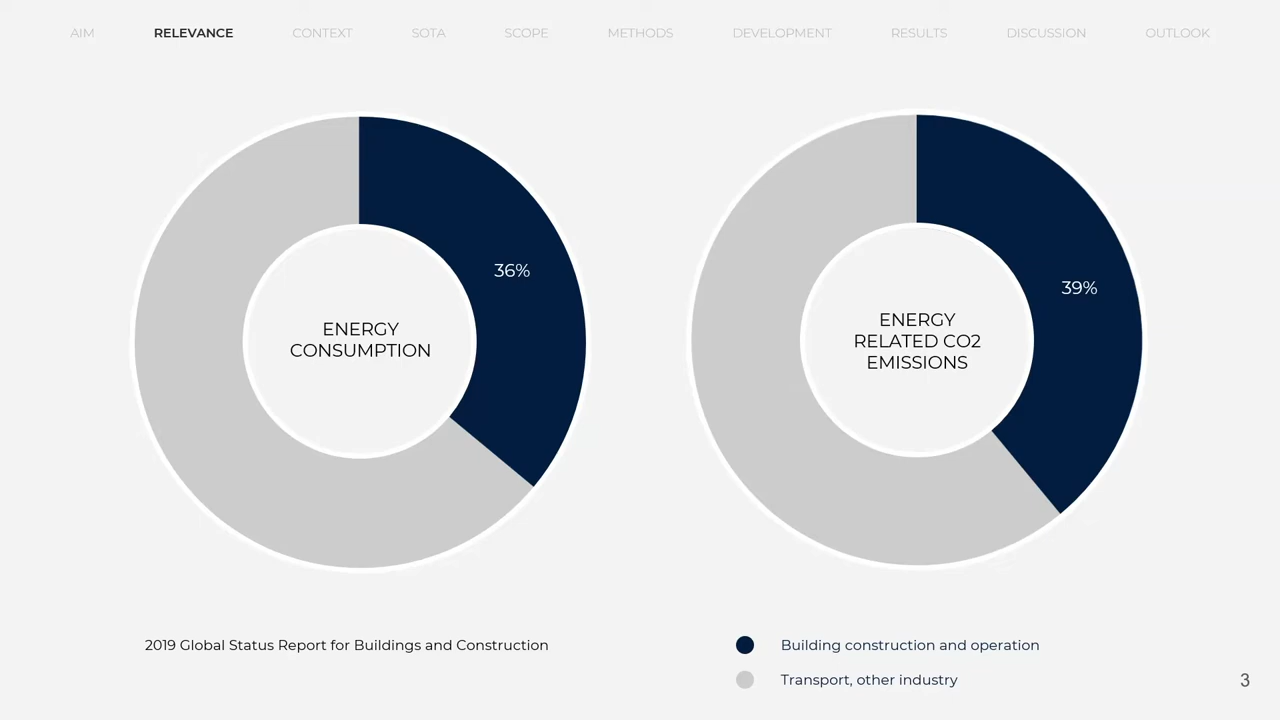 AIM RELEVANCE CONTEXT SOTA SCOPE METHODS DEVELOPMENT RESULTS DISCUSSION OUTLOOK
36%
ENERGY
CONSUMPTION
39%
ENERGY
RELATED CO2
EMISSIONS
2019 Global Status Report for Buildings and Construction
Building construction and operation
Transport, other industry
3